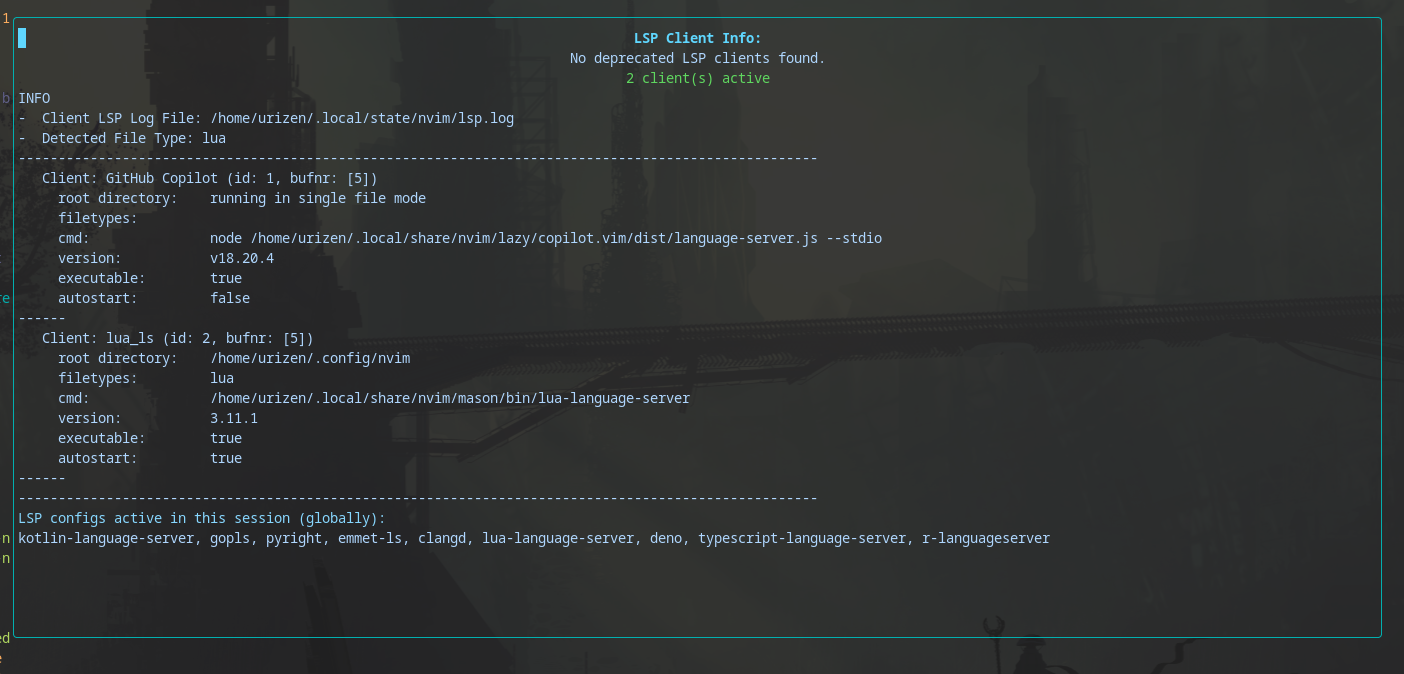 1
LSP Client Info:
No deprecated LSP clients found.
2 client(s) active
b INFO
-  Client LSP Log File: /home/urizen/.local/state/nvim/lsp.log
-  Detected File Type: lua
----------------------------------------------------------------------------------------------------
Client: GitHub Copilot (id: 1, bufnr: [5])
root directory:    running in single file mode
filetypes:
cmd:               node /home/urizen/.local/share/nvim/lazy/copilot.vim/dist/language-server.js --stdio
version:           v18.20.4
executable:        true
re
autostart:         false
------
Client: lua_ls (id: 2, bufnr: [5])
root directory:    /home/urizen/.config/nvim
filetypes:         lua
cmd:               /home/urizen/.local/share/nvim/mason/bin/lua-language-server
version:           3.11.1
executable:        true
autostart:         true
------
----------------------------------------------------------------------------------------------------
LSP configs active in this session (globally):
n kotlin-language-server, gopls, pyright, emmet-ls, clangd, lua-language-server, deno, typescript-language-server, r-languageserver
n
ed